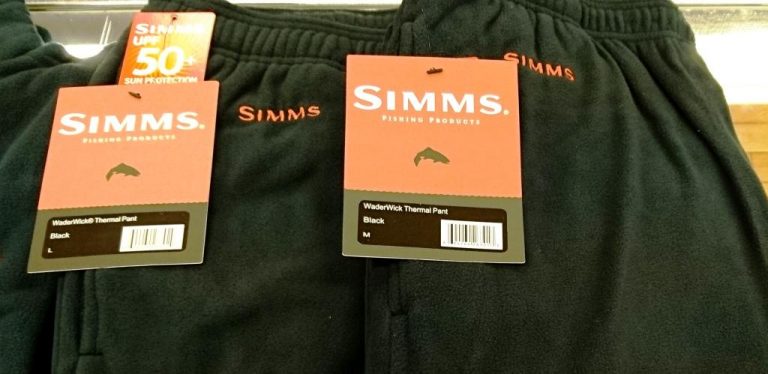 SIMMS
UPF
50+
SUN PROTECTION
SIMMS®
FISHING PRODUCTS
WaderWick® Thermal Pant
Black
L
SIMMS
SIMMS®
FISHING PRODUCTS
WaderWick Thermal Pant
Black
M
SIMMS